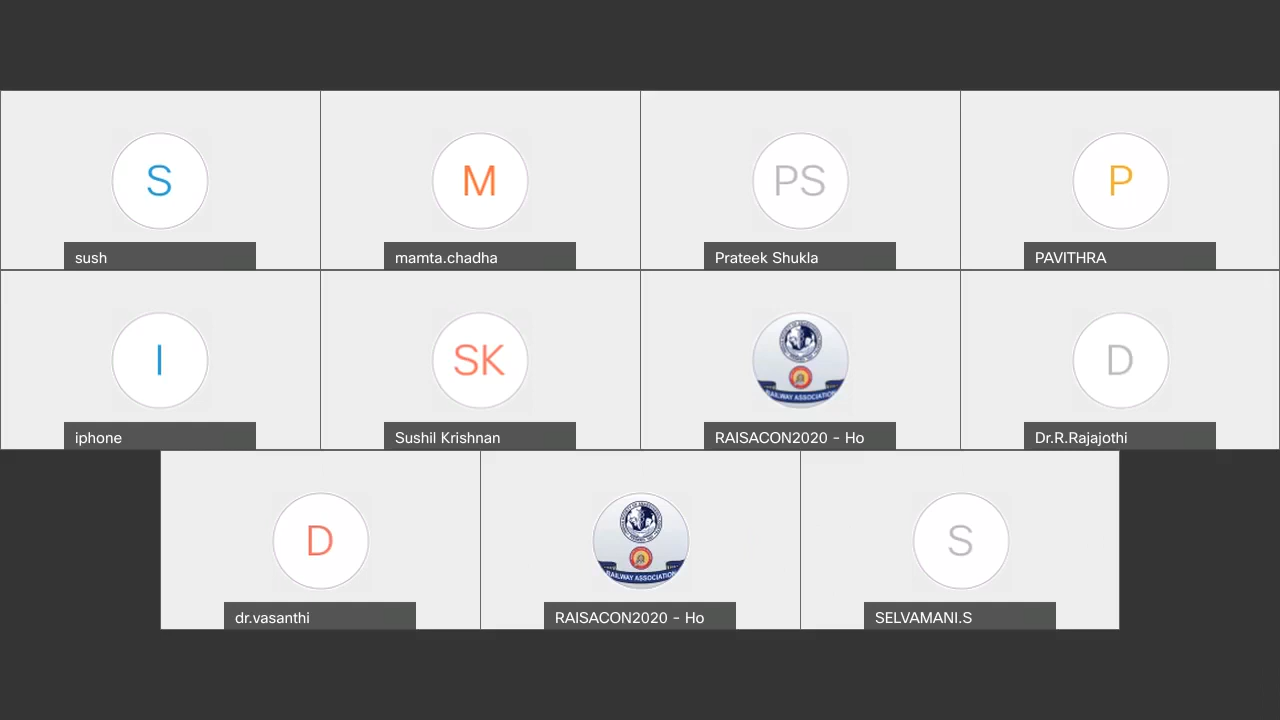 S
M
PS
P
sush
mamta.chadha
Prateek Shukla
PAVITHRA
I
SK
RAILWAY ASSOCIATION
D
iphone
Sushil Krishnan
RAISACON2020 - Ho
Dr.R.Rajajothi
D
RAILWAY ASSOCIATION
S
dr.vasanthi
RAISACON2020 - Ho
SELVAMANI.S